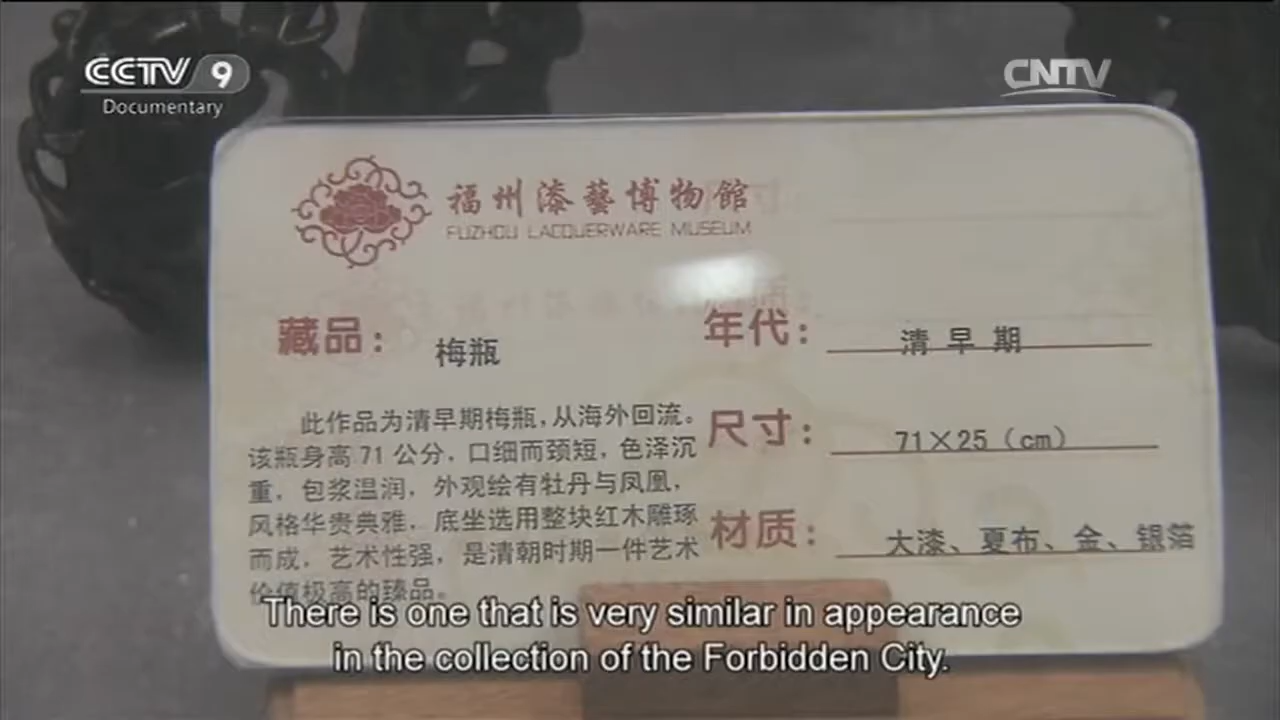 CCTV 9
Documentary
CNTV
福州漆藝博物館
FUZHOU LACQUERWARE MUSEUM
藏品：
梅瓶
年代：
清早期
此作品为清早期梅瓶，从海外回流。
该瓶身高71公分，口细而颈短，色泽沉
重，包浆温润，外观绘有牡丹与凤凰，
风格华贵典雅，底坐选用整块红木雕琢
而成，艺术性强，是清朝时期一件艺术
价值极高的臻品。
尺寸：
71×25（cm）
材质：
大漆、夏布、金、银箔
There is one that is very similar in appearance
in the collection of the Forbidden City.